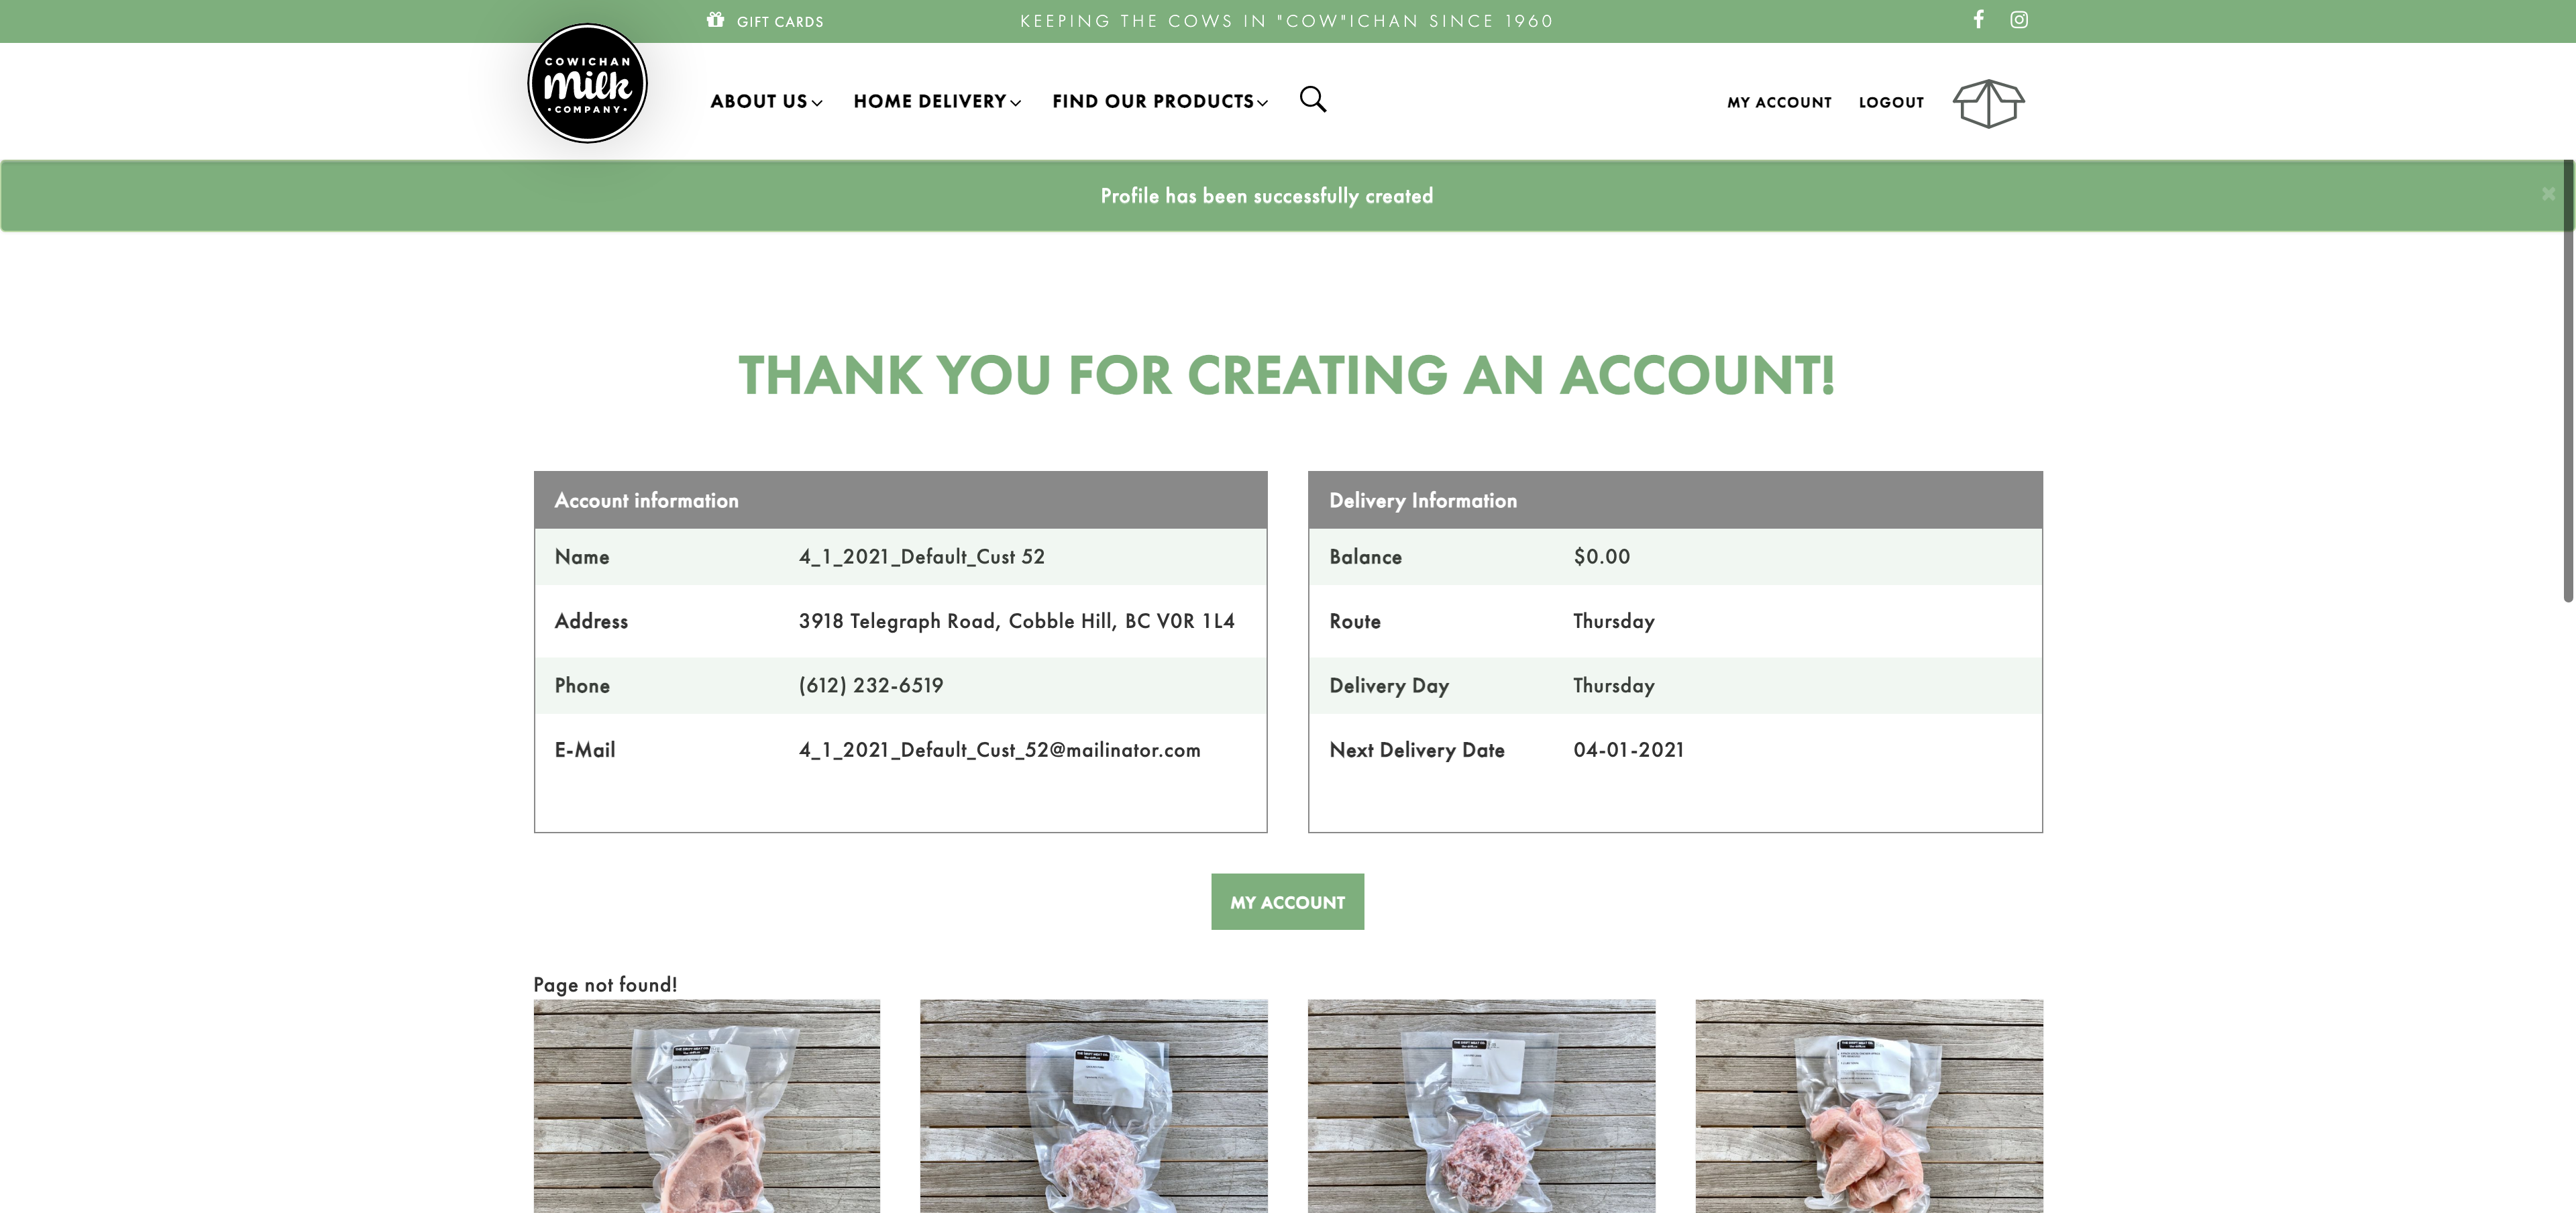 GIFT CARDS
KEEPING THE COWS IN "COW"ICHAN SINCE 1960
COWICHAN
milk
• COMPANY •
ABOUT US
HOME DELIVERY
FIND OUR PRODUCTS
MY ACCOUNT
LOGOUT
Profile has been successfully created
×
THANK YOU FOR CREATING AN ACCOUNT!
Account information
Name 4_1_2021_Default_Cust 52
Address 3918 Telegraph Road, Cobble Hill, BC V0R 1L4
Phone (612) 232-6519
E-Mail 4_1_2021_Default_Cust_52@mailinator.com
Delivery Information
Balance $0.00
Route Thursday
Delivery Day Thursday
Next Delivery Date 04-01-2021
MY ACCOUNT
Page not found!